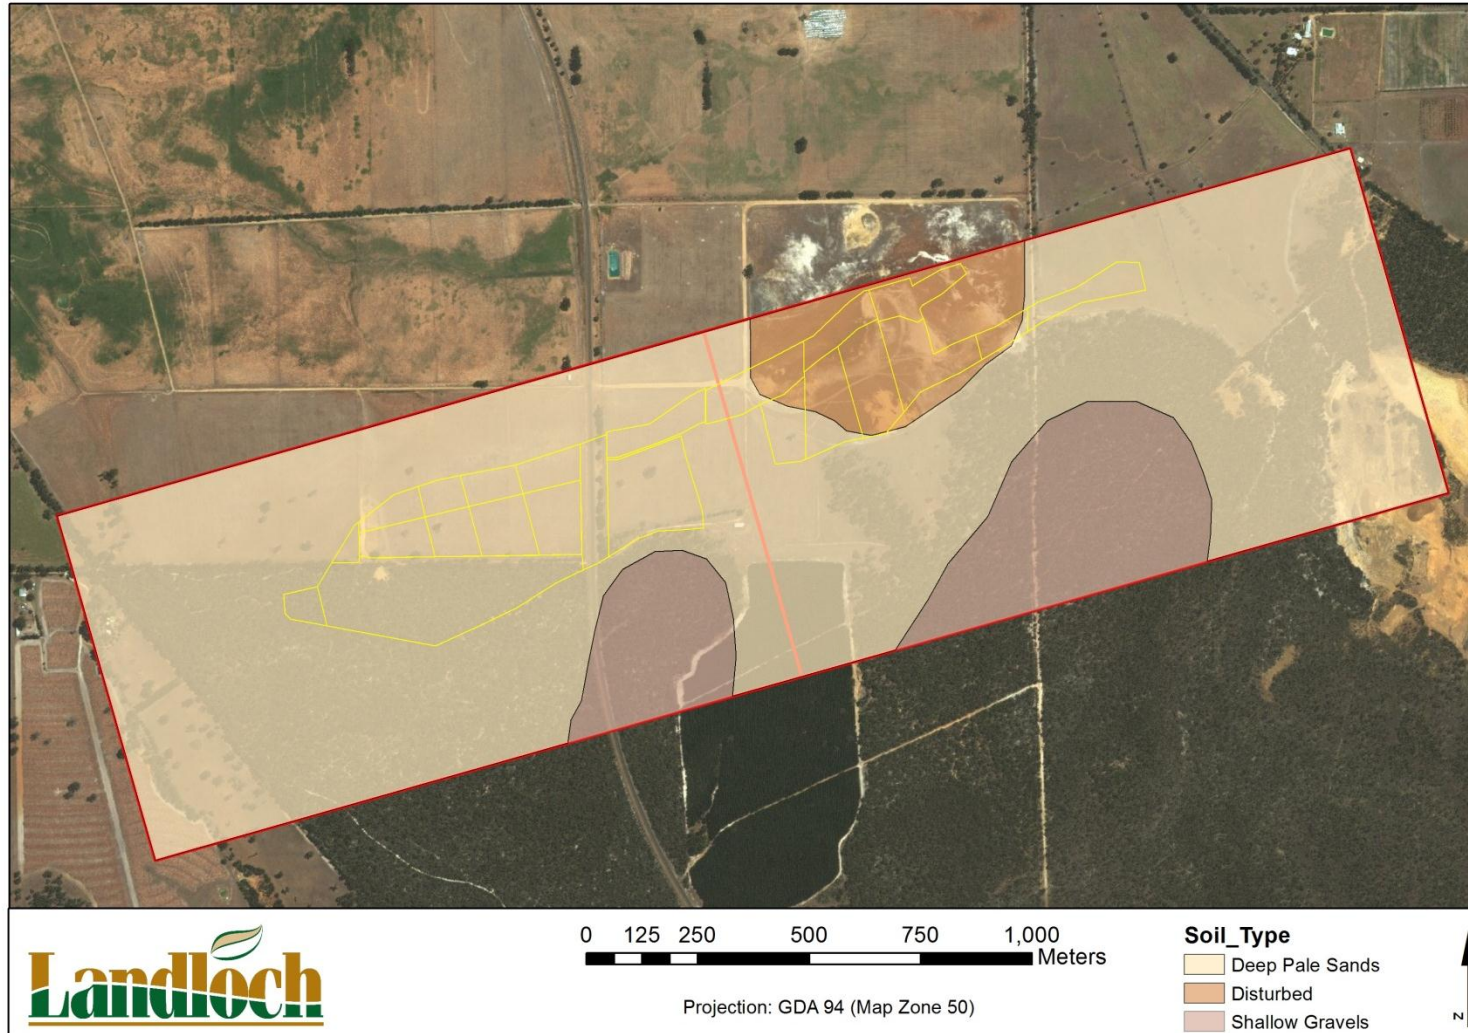 Landloch
0 125 250 500 750 1,000
Meters
Projection: GDA 94 (Map Zone 50)
Soil_Type
Deep Pale Sands
Disturbed
Shallow Gravels
N